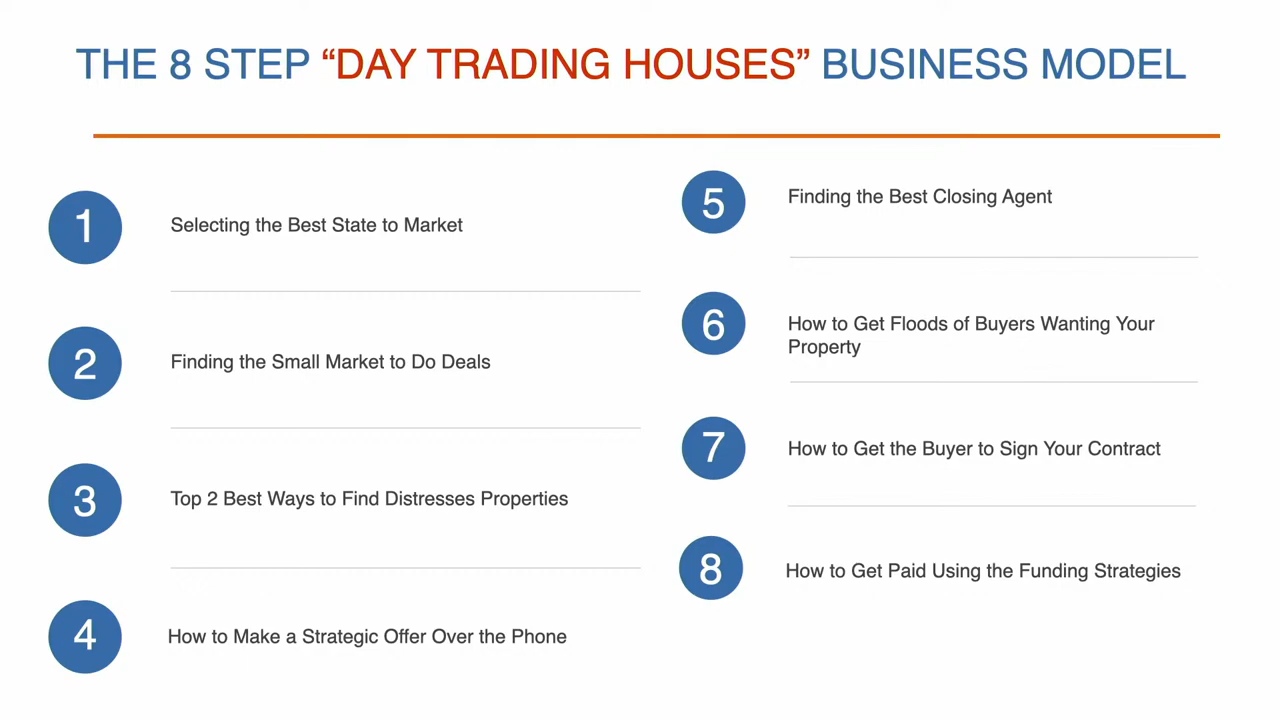 THE 8 STEP “DAY TRADING HOUSES” BUSINESS MODEL
1
Selecting the Best State to Market
2
Finding the Small Market to Do Deals
3
Top 2 Best Ways to Find Distresses Properties
4
How to Make a Strategic Offer Over the Phone
5
Finding the Best Closing Agent
6
How to Get Floods of Buyers Wanting Your
Property
7
How to Get the Buyer to Sign Your Contract
8
How to Get Paid Using the Funding Strategies